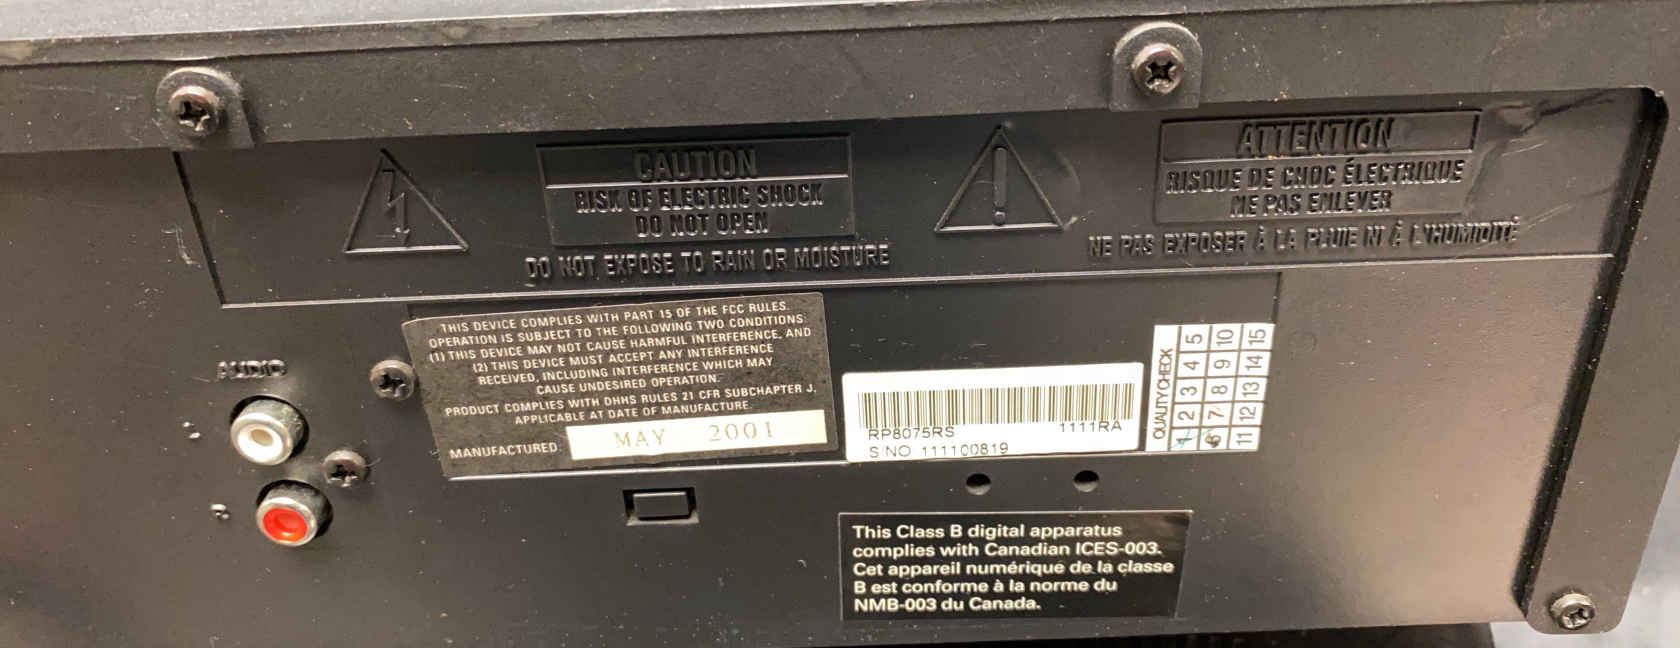 CAUTION
RISK OF ELECTRIC SHOCK
DO NOT OPEN
DO NOT EXPOSE TO RAIN OR MOISTURE
ATTENTION
RISQUE DE CHOC ÉLECTRIQUE
NE PAS ENLEVER
NE PAS EXPOSER À LA PLUIE NI À L'HUMIDITÉ
THIS DEVICE COMPLIES WITH PART 15 OF THE FCC RULES.
OPERATION IS SUBJECT TO THE FOLLOWING TWO CONDITIONS:
(1) THIS DEVICE MAY NOT CAUSE HARMFUL INTERFERENCE, AND
(2) THIS DEVICE MUST ACCEPT ANY INTERFERENCE
RECEIVED, INCLUDING INTERFERENCE WHICH MAY
CAUSE UNDESIRED OPERATION.
PRODUCT COMPLIES WITH DHHS RULES 21 CFR SUBCHAPTER J.
APPLICABLE AT DATE OF MANUFACTURE.
MANUFACTURED: MAY 2001
AUDIO
L
R
RP8075RS 1111RA
S/NO 111100819
QUALITY CHECK
1 2 3 4 5
6 7 8 9 10
11 12 13 14 15
This Class B digital apparatus
complies with Canadian ICES-003.
Cet appareil numérique de la classe
B est conforme à la norme du
NMB-003 du Canada.